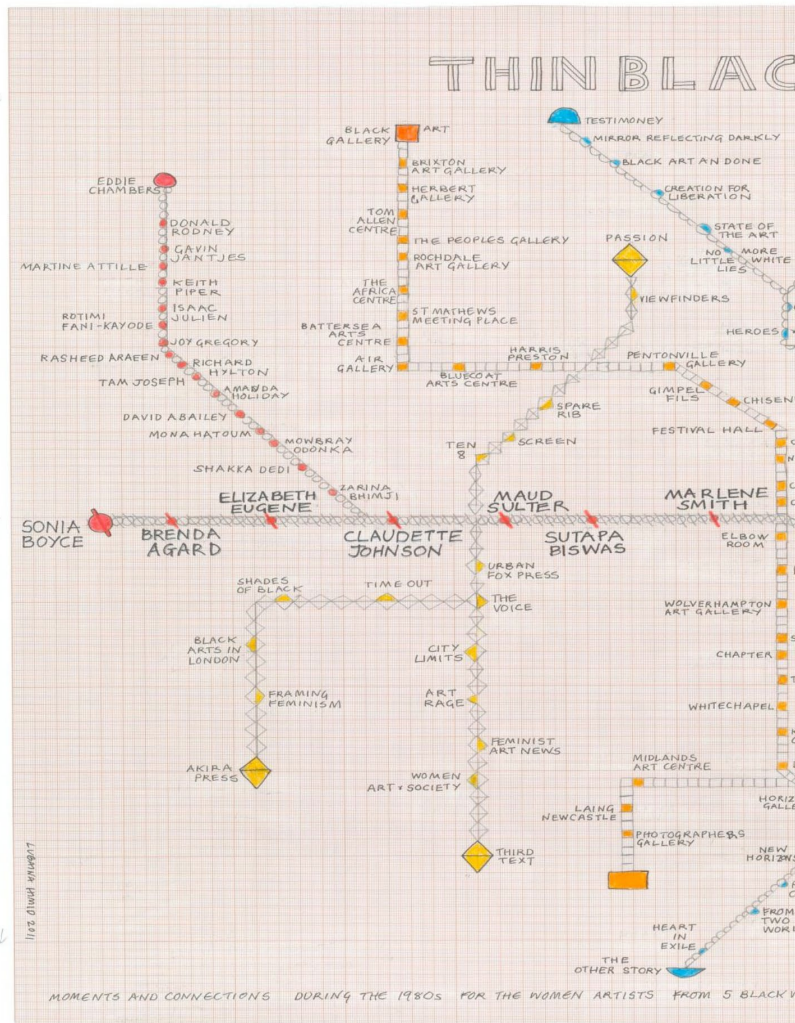 THIN BLAC
BLACK ART
GALLERY
BRIXTON
ART GALLERY
HERBERT
GALLERY
TOM
ALLEN
CENTRE
THE PEOPLES GALLERY
ROCHDALE
ART GALLERY
THE
AFRICA
CENTRE
ST MATHEWS
MEETING PLACE
BATTERSEA
ARTS
CENTRE
AIR
GALLERY
BLUECOAT
ARTS CENTRE
HARRIS
PRESTON
PENTONVILLE
GALLERY
GIMPEL
FILS
CHISEN
FESTIVAL HALL
TESTIMONEY
MIRROR REFLECTING DARKLY
BLACK ART AN DONE
CREATION FOR
LIBERATION
STATE OF
THE ART
NO MORE
LITTLE WHITE
LIES
HEROES
EDDIE
CHAMBERS
DONALD
RODNEY
GAVIN
JANTJES
MARTINE ATTILLE
KEITH
PIPER
ISAAC
JULIEN
ROTIMI
FANI-KAYODE
JOY GREGORY
RASHEED ARAEEN
RICHARD
HYLTON
TAM JOSEPH
AMANDA
HOLIDAY
DAVID A BAILEY
MONA HATOUM
MOWBRAY
ODONKA
SHAKKA DEDI
ZARINA
BHIMJI
PASSION
VIEWFINDERS
SPARE
RIB
SCREEN
TEN
8
SONIA
BOYCE
BRENDA
AGARD
ELIZABETH
EUGENE
CLAUDETTE
JOHNSON
MAUD
SULTER
SUTAPA
BISWAS
MARLENE
SMITH
URBAN
FOX PRESS
THE
VOICE
TIME OUT
SHADES
OF BLACK
BLACK
ARTS IN
LONDON
FRAMING
FEMINISM
AKIRA
PRESS
CITY
LIMITS
ART
RAGE
FEMINIST
ART NEWS
WOMEN
ART + SOCIETY
THIRD
TEXT
ELBOW
ROOM
WOLVERHAMPTON
ART GALLERY
CHAPTER
WHITECHAPEL
MIDLANDS
ART CENTRE
LAING
NEWCASTLE
PHOTOGRAPHERS
GALLERY
HORIZ
GALLE
NEW
HORIZONS
FROM
TWO
WORL
HEART
IN
EXILE
THE
OTHER STORY
LUBAINA HIMID 2011
MOMENTS AND CONNECTIONS DURING THE 1980s FOR THE WOMEN ARTISTS FROM 5 BLACK W